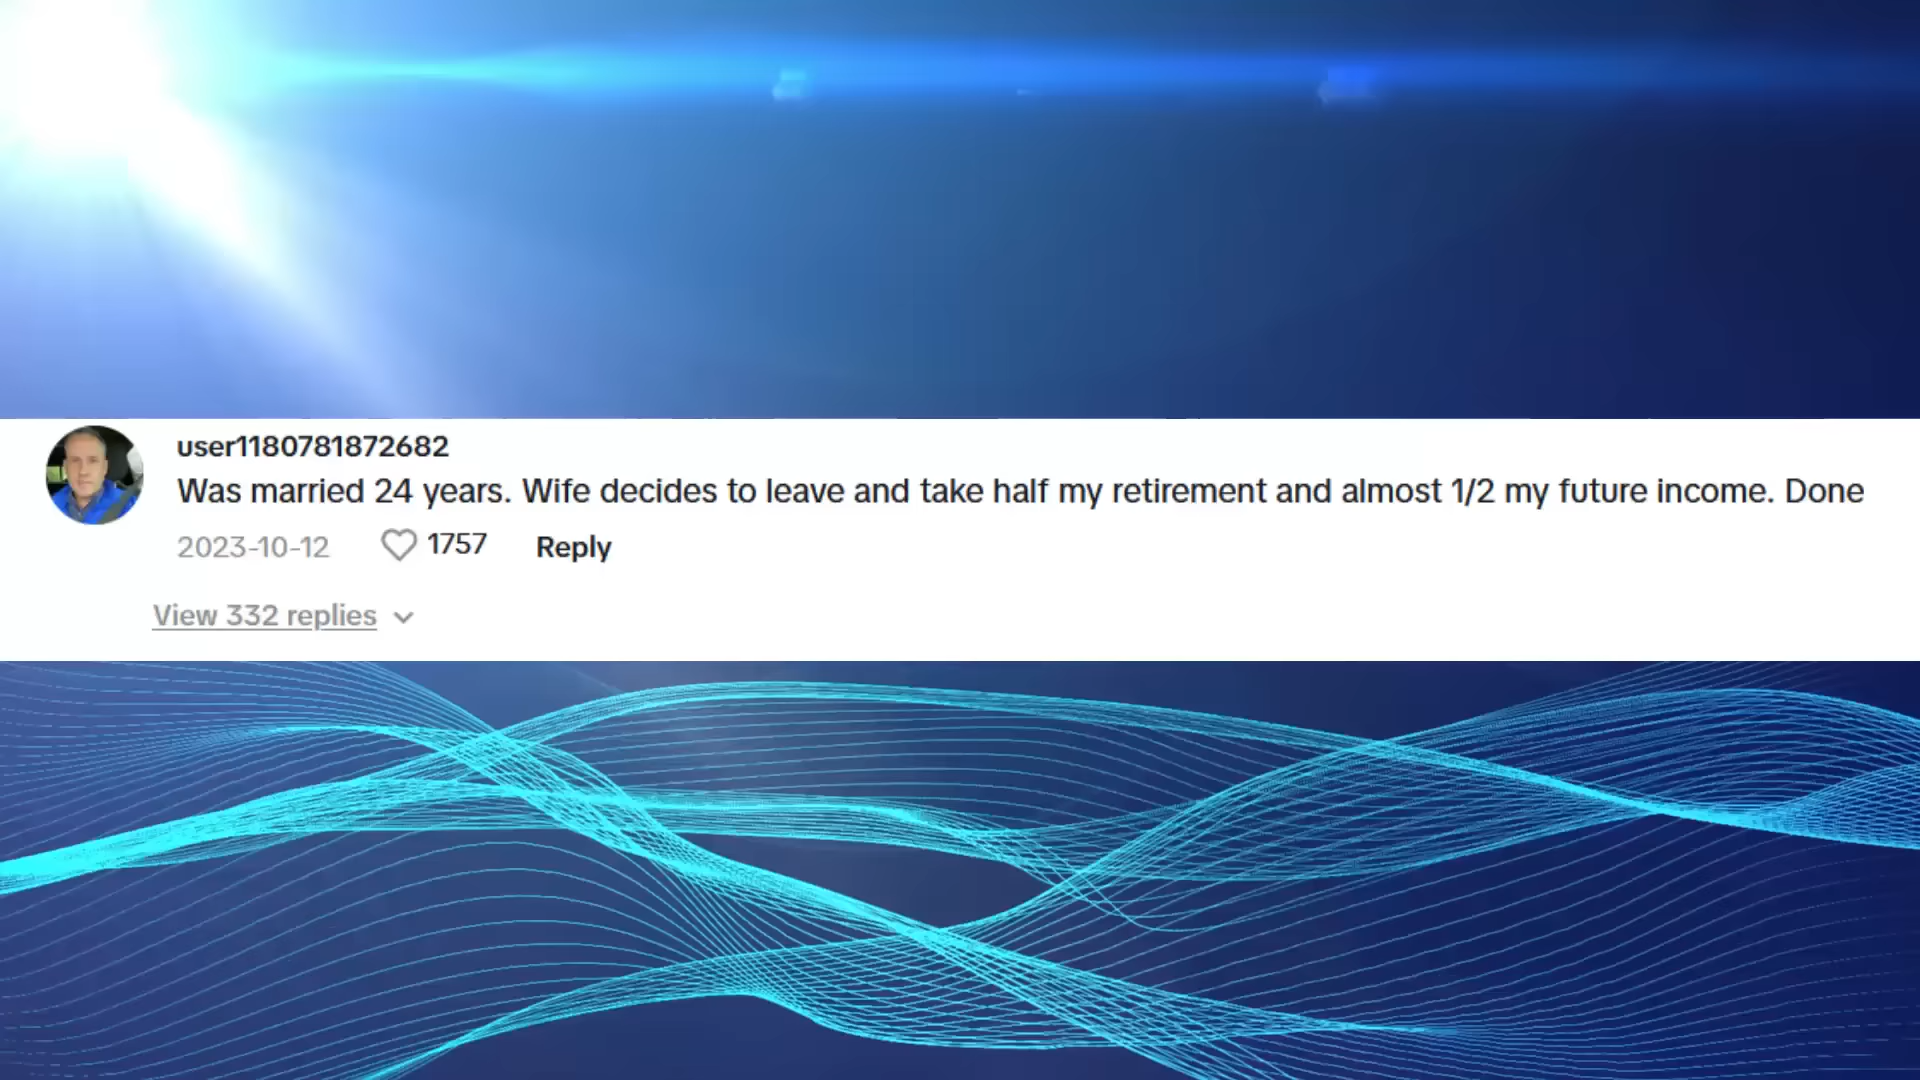 user1180781872682
Was married 24 years. Wife decides to leave and take half my retirement and almost 1/2 my future income. Done
2023-10-12 1757 Reply
View 332 replies